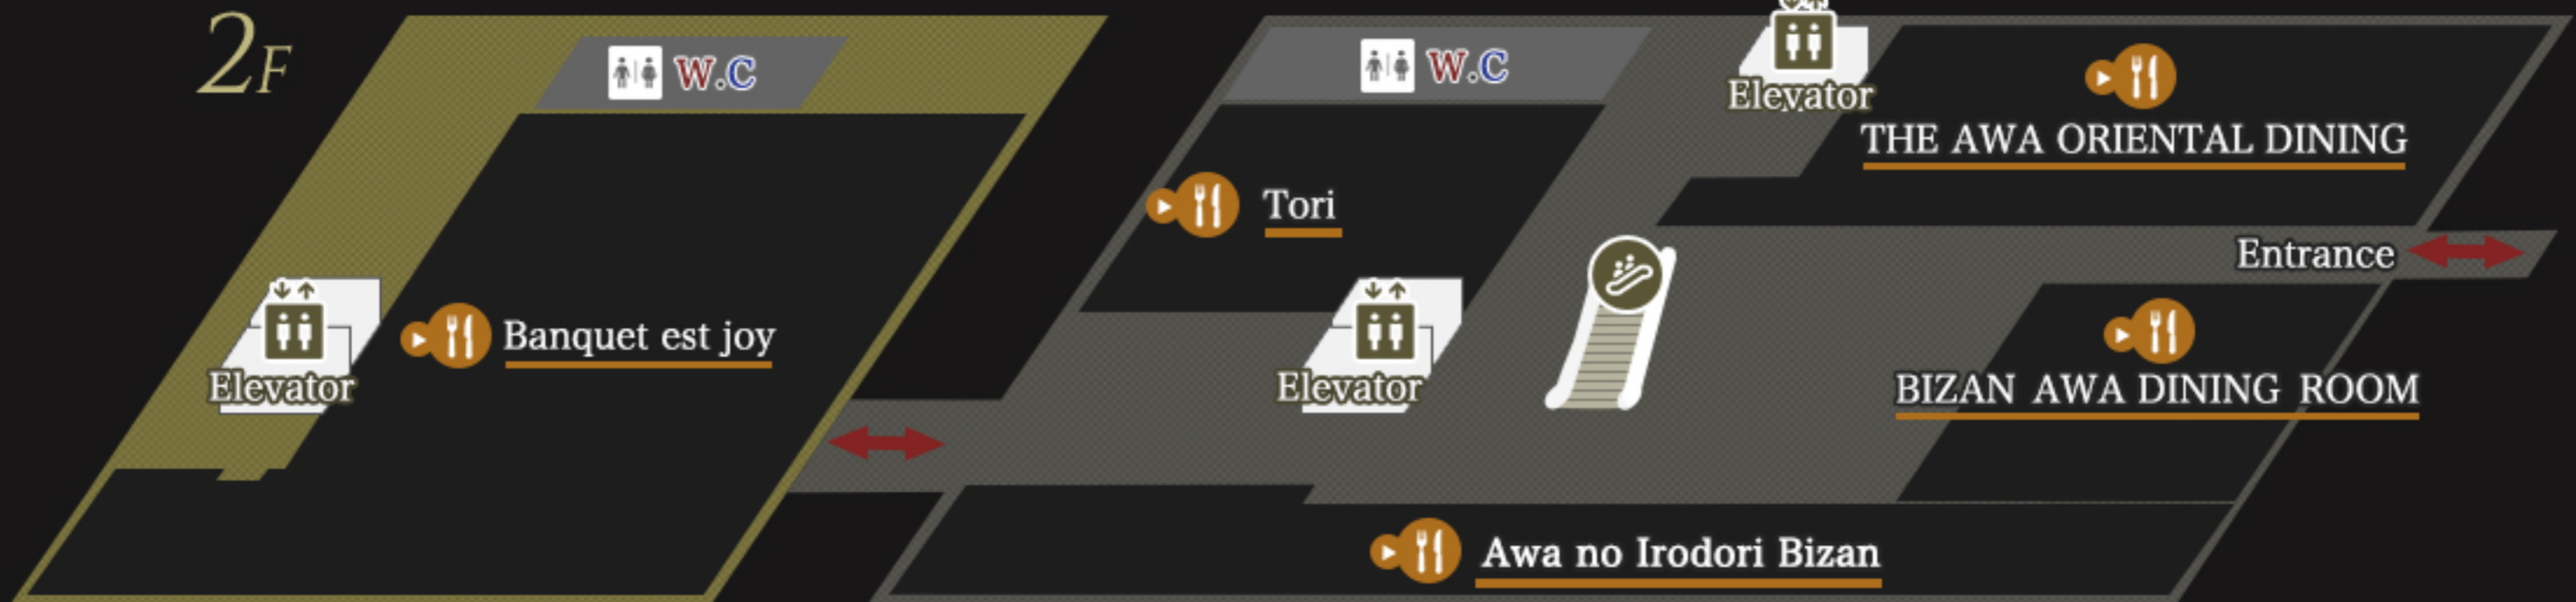 2F
W.C
W.C
Elevator
THE AWA ORIENTAL DINING
Tori
Entrance
Elevator
Banquet est joy
Elevator
BIZAN AWA DINING ROOM
Awa no Irodori Bizan